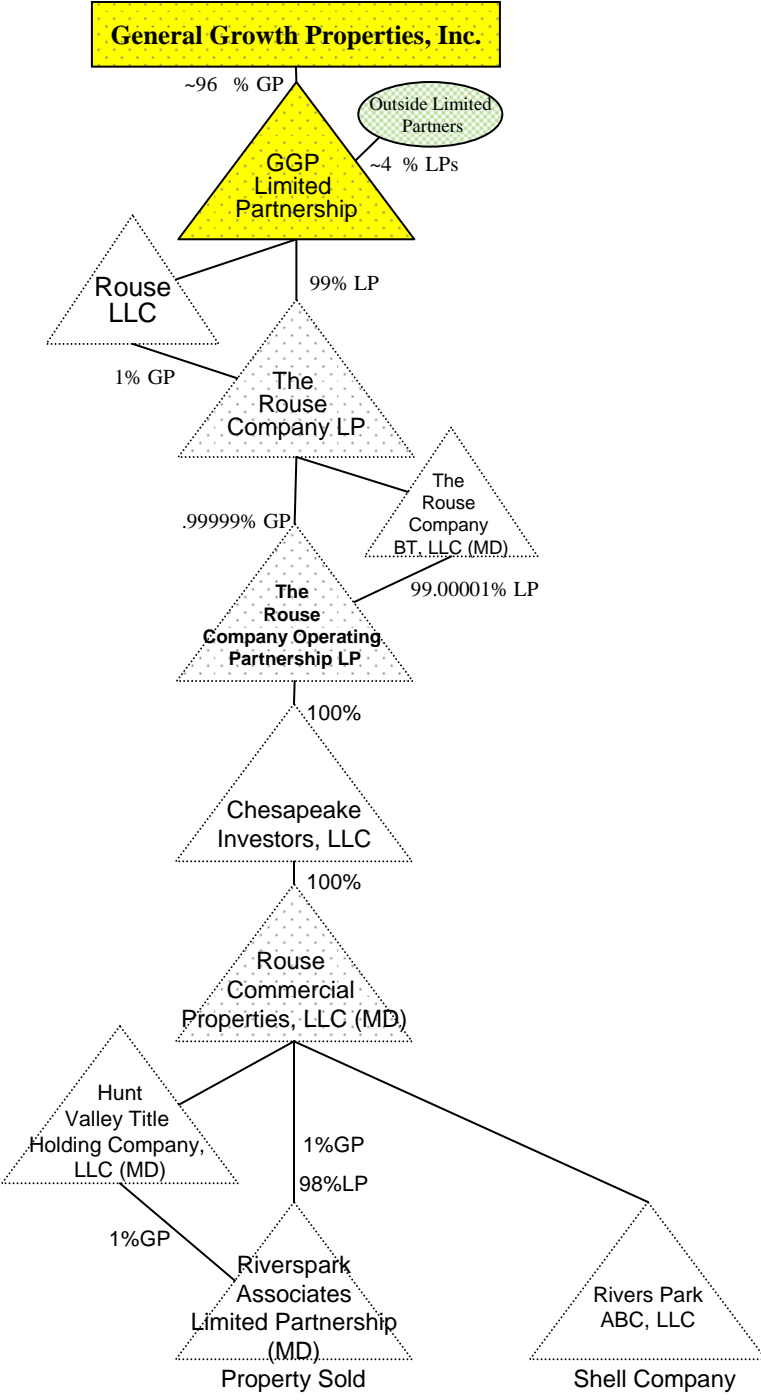 General Growth Properties, Inc.
~96 % GP
Outside Limited
Partners
~4 % LPs
GGP
Limited
Partnership
99% LP
Rouse
LLC
1% GP
The
Rouse
Company LP
The
Rouse
Company
BT, LLC (MD)
.99999% GP
99.00001% LP
The
Rouse
Company Operating
Partnership LP
100%
Chesapeake
Investors, LLC
100%
Rouse
Commercial
Properties, LLC (MD)
Hunt
Valley Title
Holding Company,
LLC (MD)
1%GP
98%LP
1%GP
Riverspark
Associates
Limited Partnership
(MD)
Property Sold
Rivers Park
ABC, LLC
Shell Company